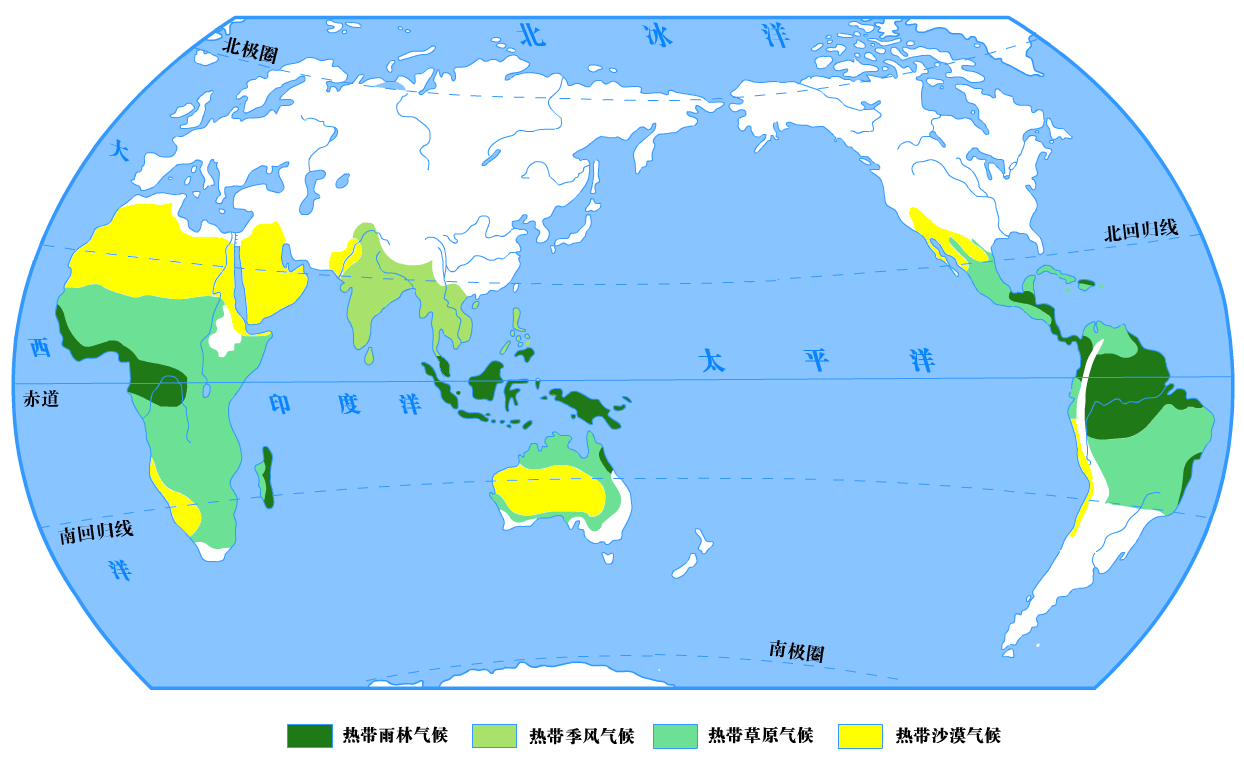 北冰洋
北极圈
大
西
洋
北回归线
太平洋
赤道
印度洋
南回归线
南极圈
热带雨林气候
热带季风气候
热带草原气候
热带沙漠气候